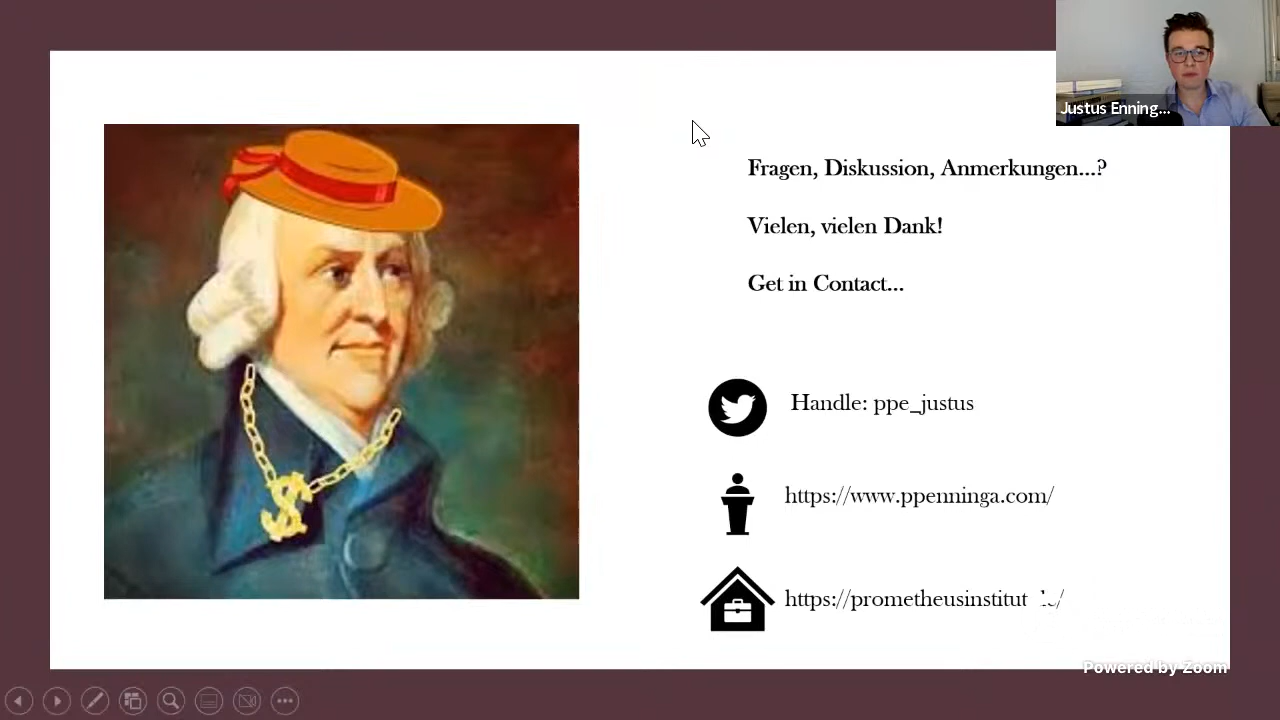 Justus Enning...
Fragen, Diskussion, Anmerkungen...?
Vielen, vielen Dank!
Get in Contact...
Handle: ppe_justus
https://www.ppenninga.com/
https://prometheusinstitut
Powered by Zoom